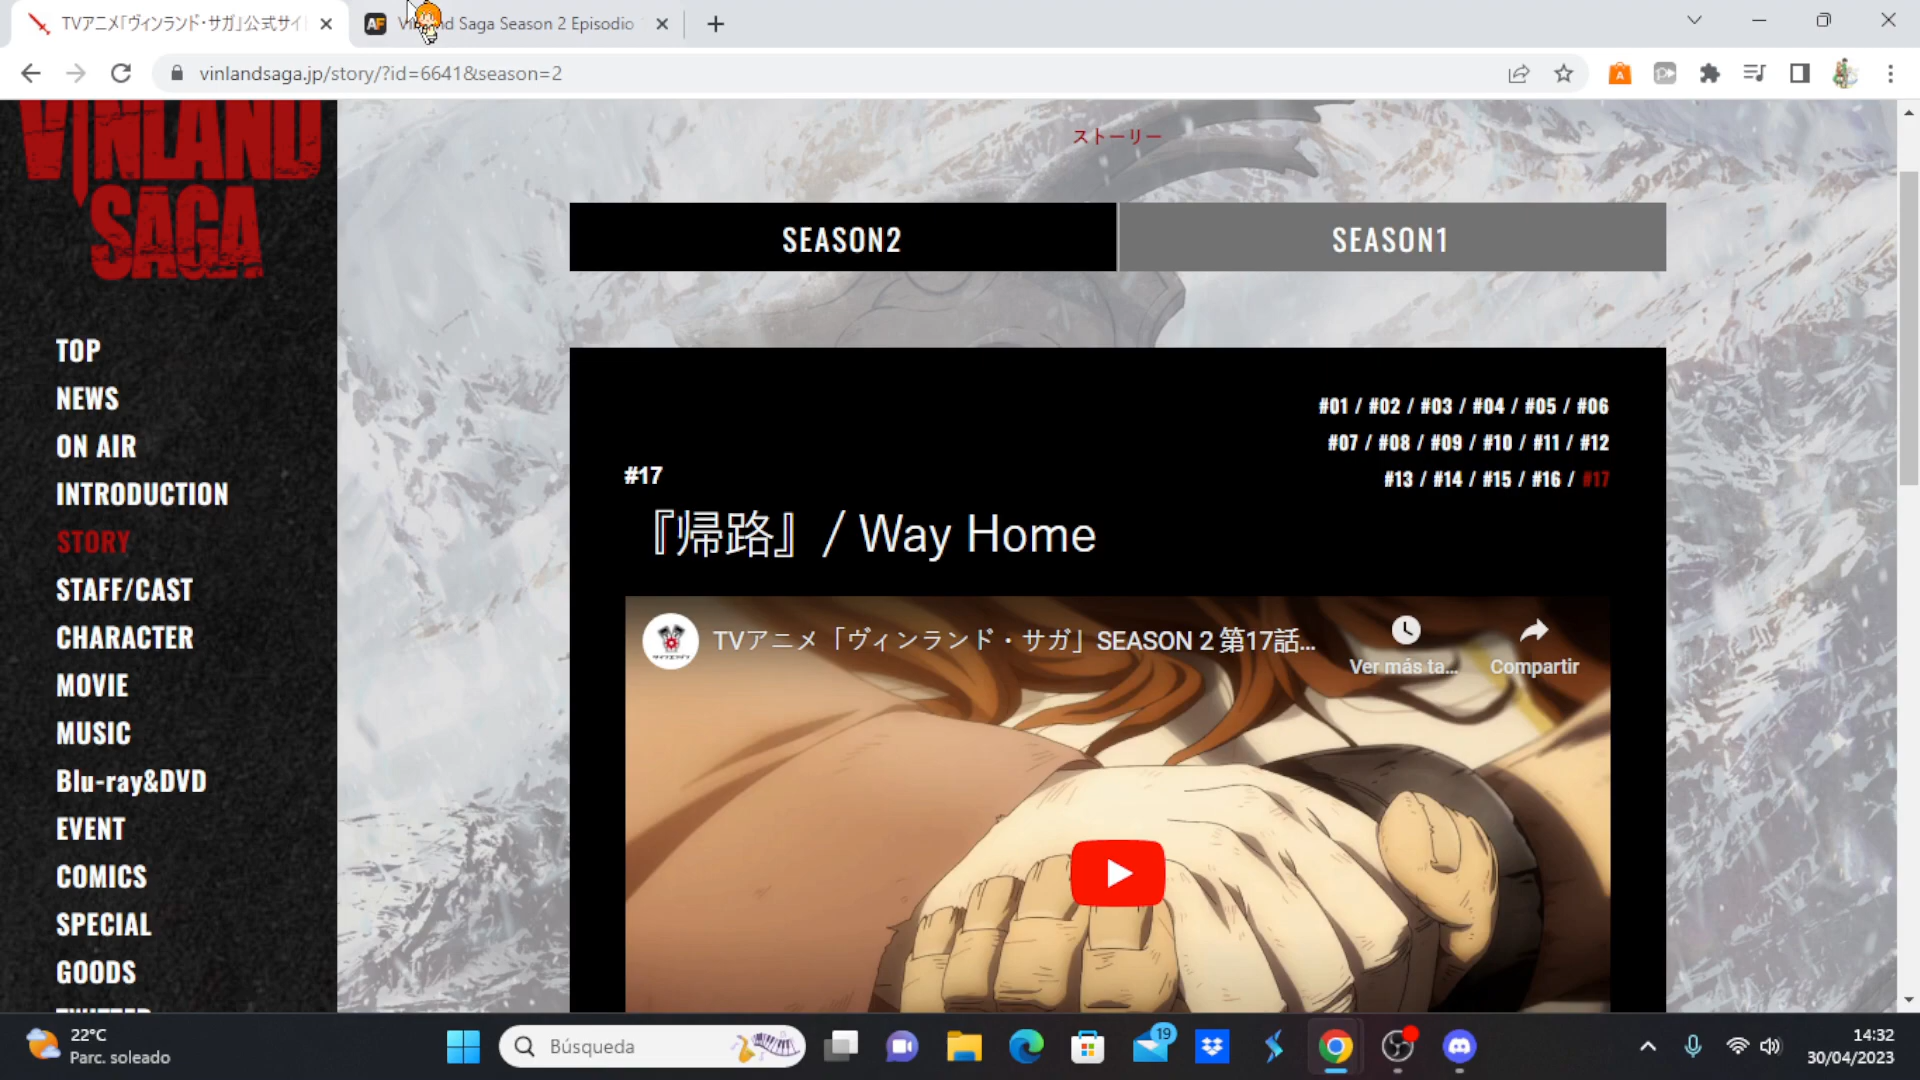 TVアニメ「ヴィンランド・サガ」公式サイ
Saga Season 2 Episodio
vinlandsaga.jp/story/?id=6641&season=2
VINLAND
SAGA
ストーリー
SEASON2
SEASON1
TOP
NEWS
ON AIR
INTRODUCTION
STORY
STAFF/CAST
CHARACTER
MOVIE
MUSIC
Blu-ray&DVD
EVENT
COMICS
SPECIAL
GOODS
#01 / #02 / #03 / #04 / #05 / #06
#07 / #08 / #09 / #10 / #11 / #12
#13 / #14 / #15 / #16 / #17
#17
『帰路』 / Way Home
TVアニメ「ヴィンランド・サガ」SEASON 2 第17話...
Ver más ta...
Compartir
22°C
Parc. soleado
Búsqueda
19
14:32
30/04/2023